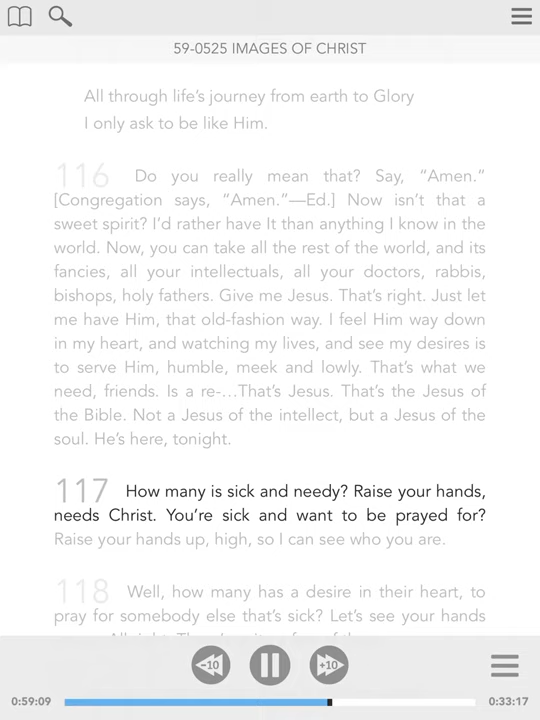 59-0525 IMAGES OF CHRIST
All through life's journey from earth to Glory
I only ask to be like Him.
116 Do you really mean that? Say, “Amen.”
[Congregation says, “Amen.”—Ed.] Now isn't that a
sweet spirit? I'd rather have It than anything I know in the
world. Now, you can take all the rest of the world, and its
fancies, all your intellectuals, all your doctors, rabbis,
bishops, holy fathers. Give me Jesus. That's right. Just let
me have Him, that old-fashion way. I feel Him way down
in my heart, and watching my lives, and see my desires is
to serve Him, humble, meek and lowly. That's what we
need, friends. Is a re-…That's Jesus. That's the Jesus of
the Bible. Not a Jesus of the intellect, but a Jesus of the
soul. He's here, tonight.
117 How many is sick and needy? Raise your hands,
needs Christ. You're sick and want to be prayed for?
Raise your hands up, high, so I can see who you are.
118 Well, how many has a desire in their heart, to
pray for somebody else that's sick? Let's see your hands
-10
+10
0:59:09
0:33:17